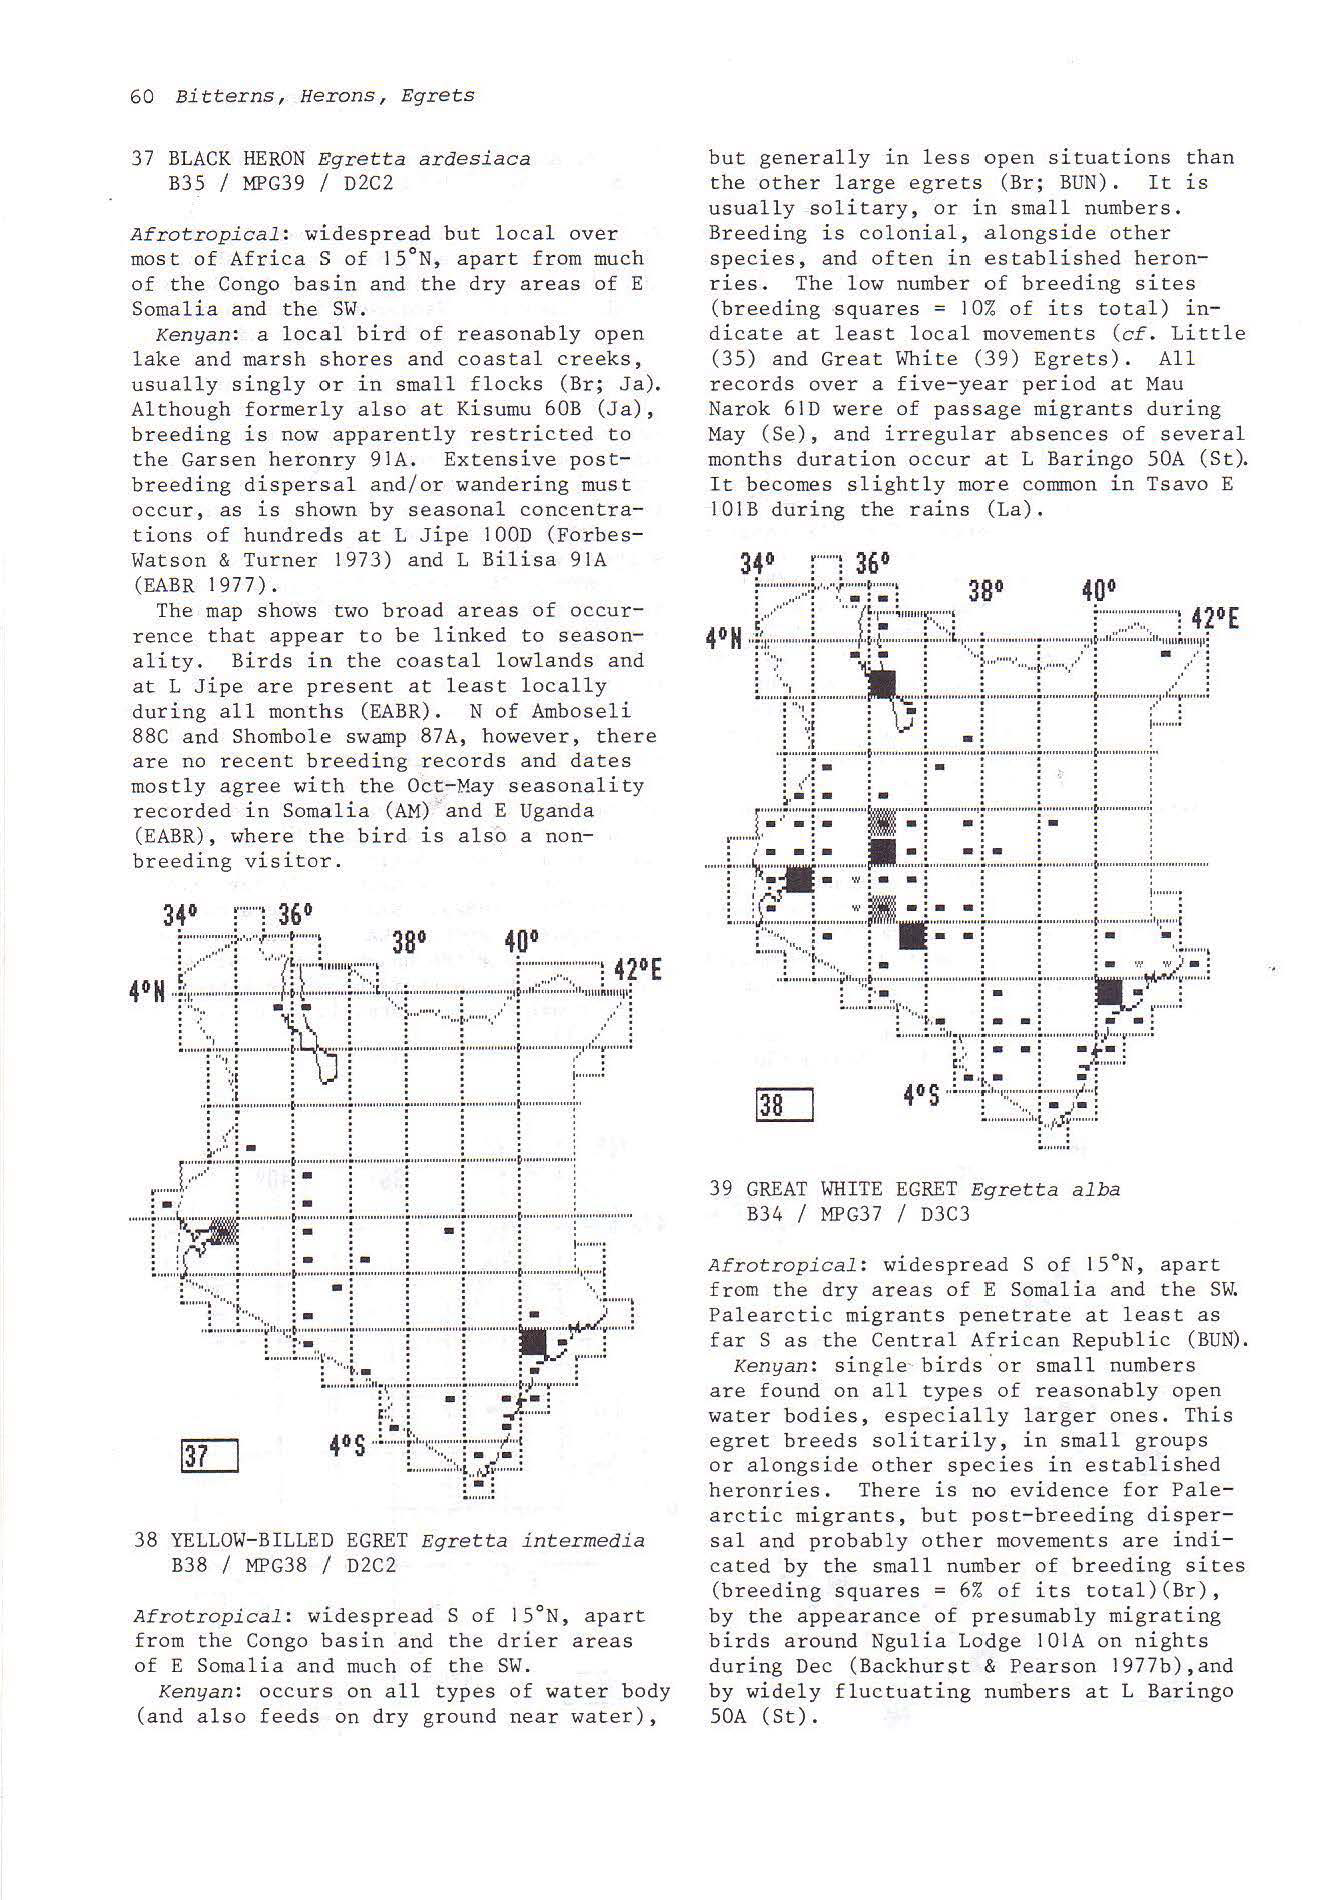 60 Bitterns, Herons, Egrets
37 BLACK HERON Egretta ardesiaca
B35 / MPG39 / D2C2
Afrotropical: widespread but local over
most of Africa S of 15°N, apart from much
of the Congo basin and the dry areas of E
Somalia and the SW.
Kenyan: a local bird of reasonably open
lake and marsh shores and coastal creeks,
usually singly or in small flocks (Br; Ja).
Although formerly also at Kisumu 60B (Ja),
breeding is now apparently restricted to
the Garsen heronry 91A. Extensive post-
breeding dispersal and/or wandering must
occur, as is shown by seasonal concentra-
tions of hundreds at L Jipe 100D (Forbes-
Watson & Turner 1973) and L Bilisa 91A
(EABR 1977).
The map shows two broad areas of occur-
rence that appear to be linked to season-
ality. Birds in the coastal lowlands and
at L Jipe are present at least locally
during all months (EABR). N of Amboseli
88C and Shombole swamp 87A, however, there
are no recent breeding records and dates
mostly agree with the Oct-May seasonality
recorded in Somalia (AM) and E Uganda
(EABR), where the bird is also a non-
breeding visitor.
34° 36°
38° 40°
42°E
4°N
4°S
37
38 YELLOW-BILLED EGRET Egretta intermedia
B38 / MPG38 / D2C2
Afrotropical: widespread S of 15°N, apart
from the Congo basin and the drier areas
of E Somalia and much of the SW.
Kenyan: occurs on all types of water body
(and also feeds on dry ground near water),
but generally in less open situations than
the other large egrets (Br; BUN). It is
usually solitary, or in small numbers.
Breeding is colonial, alongside other
species, and often in established heron-
ries. The low number of breeding sites
(breeding squares = 10% of its total) in-
dicate at least local movements (cf. Little
(35) and Great White (39) Egrets). All
records over a five-year period at Mau
Narok 61D were of passage migrants during
May (Se), and irregular absences of several
months duration occur at L Baringo 50A (St).
It becomes slightly more common in Tsavo E
101B during the rains (La).
34° 36°
38° 40°
42°E
4°N
4°S
38
39 GREAT WHITE EGRET Egretta alba
B34 / MPG37 / D3C3
Afrotropical: widespread S of 15°N, apart
from the dry areas of E Somalia and the SW.
Palearctic migrants penetrate at least as
far S as the Central African Republic (BUN).
Kenyan: single birds or small numbers
are found on all types of reasonably open
water bodies, especially larger ones. This
egret breeds solitarily, in small groups
or alongside other species in established
heronries. There is no evidence for Pale-
arctic migrants, but post-breeding disper-
sal and probably other movements are indi-
cated by the small number of breeding sites
(breeding squares = 6% of its total)(Br),
by the appearance of presumably migrating
birds around Ngulia Lodge 101A on nights
during Dec (Backhurst & Pearson 1977b),and
by widely fluctuating numbers at L Baringo
50A (St).